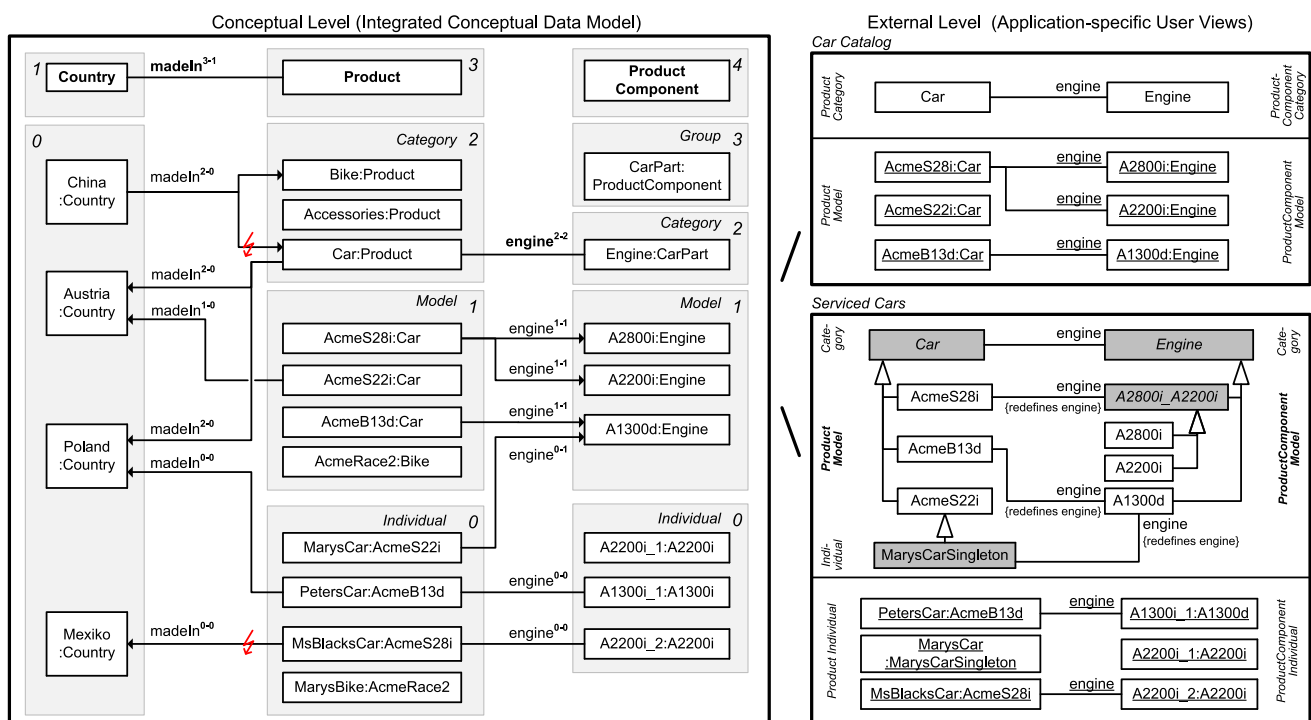 Conceptual Level (Integrated Conceptual Data Model)
1
Country
madeIn3-1
Product
3
Product
Component
4
0
Category
2
Group
3
China
:Country
madeIn2-0
Bike:Product
CarPart:
ProductComponent
Accessories:Product
Category
2
Car:Product
engine2-2
Engine:CarPart
Austria
:Country
madeIn2-0
madeIn1-0
Model
1
Model
1
AcmeS28i:Car
engine1-1
A2800i:Engine
AcmeS22i:Car
engine1-1
A2200i:Engine
AcmeB13d:Car
engine1-1
A1300d:Engine
engine0-1
AcmeRace2:Bike
Poland
:Country
madeIn2-0
madeIn0-0
Individual
0
Individual
0
MarysCar:AcmeS22i
A2200i_1:A2200i
PetersCar:AcmeB13d
engine0-0
A1300i_1:A1300i
Mexiko
:Country
madeIn0-0
MsBlacksCar:AcmeS28i
engine0-0
A2200i_2:A2200i
MarysBike:AcmeRace2
External Level (Application-specific User Views)
Car Catalog
Product
Category
Car
engine
Engine
Product-
Component
Category
Product
Model
AcmeS28i:Car
engine
A2800i:Engine
AcmeS22i:Car
engine
A2200i:Engine
AcmeB13d:Car
engine
A1300d:Engine
ProductComponent
Model
Serviced Cars
Cate-
gory
Car
engine
Engine
Cate-
gory
Product
Model
AcmeS28i
engine
{redefines engine}
A2800i_A2200i
A2800i
AcmeB13d
A2200i
AcmeS22i
engine
{redefines engine}
A1300d
ProductComponent
Model
engine
{redefines engine}
Indi-
vidual
MarysCarSingleton
Product Individual
PetersCar:AcmeB13d
engine
A1300i_1:A1300d
MarysCar
:MarysCarSingleton
A2200i_1:A2200i
MsBlacksCar:AcmeS28i
engine
A2200i_2:A2200i
ProductComponent
Individual